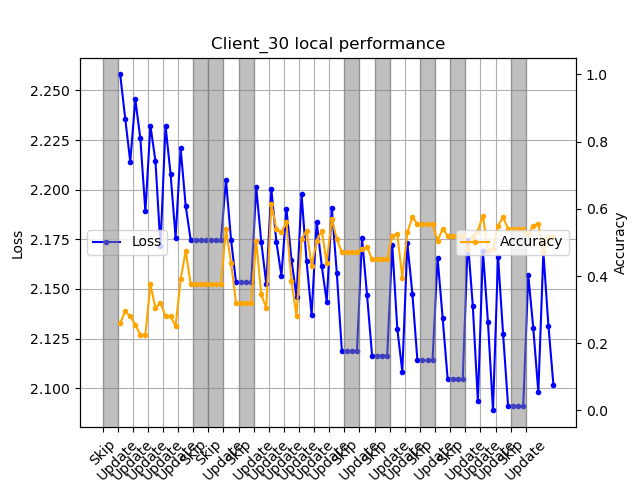 Client_30 local performance
2.250
2.225
2.200
2.175
2.150
2.125
2.100
Loss
1.0
0.8
0.6
0.4
0.2
0.0
Accuracy
Loss
Accuracy
Skip
Update
Update
Update
Update
Update
Skip
Skip
Update
Skip
Update
Update
Update
Update
Update
Update
Skip
Update
Skip
Update
Update
Skip
Update
Skip
Update
Update
Update
Skip
Update